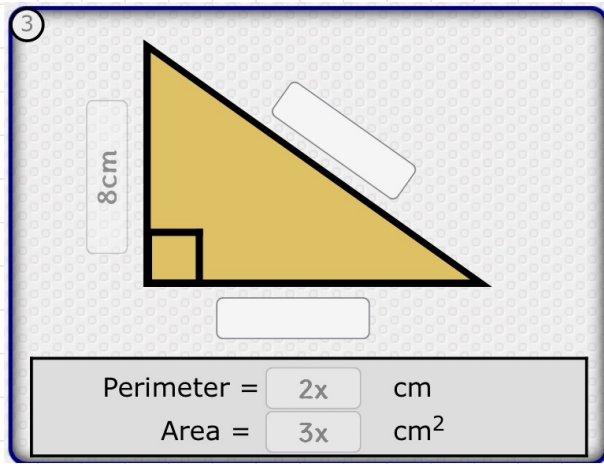 3
8cm
Perimeter = 2x cm
Area = 3x cm²